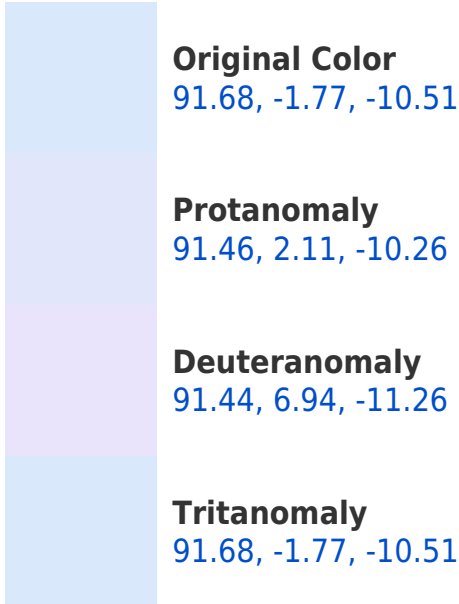 Original Color
91.68, -1.77, -10.51
Protanomaly
91.46, 2.11, -10.26
Deuteranomaly
91.44, 6.94, -11.26
Tritanomaly
91.68, -1.77, -10.51